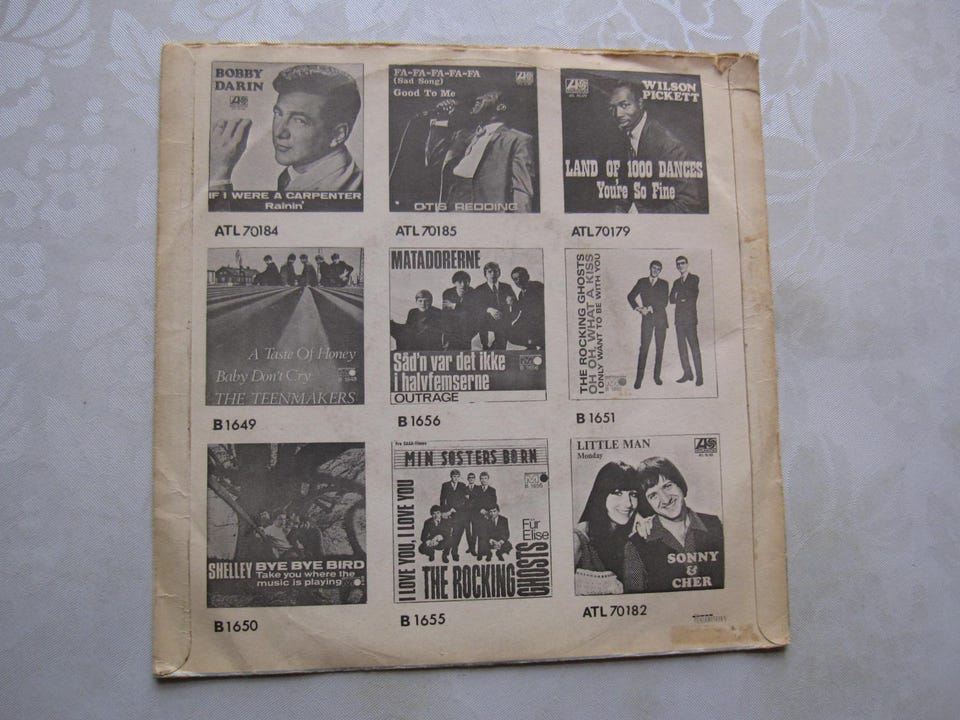 BOBBY
DARIN
IF I WERE A CARPENTER
Rainin'
ATL 70184
FA-FA-FA-FA-FA
(Sad Song)
Good To Me
OTIS REDDING
ATL 70185
WILSON
PICKETT
LAND OF 1000 DANCES
You're So Fine
ATL 70179
A Taste Of Honey
Baby Don't Cry
THE TEENMAKERS
B 1649
MATADORERNE
Såd'n var det ikke
i halvfemserne
OUTRAGE
B 1656
THE ROCKING GHOSTS
OH OH, WHAT A KISS
I ONLY WANT TO BE WITH YOU
B 1651
SHELLEY BYE BYE BIRD
Take you where the
music is playing
B 1650
MIN SØSTERS BØRN
B 1655
I LOVE YOU, I LOVE YOU
Für
Elise
THE ROCKING
GHOSTS
B 1655
LITTLE MAN
Monday
SONNY
&
CHER
ATL 70182